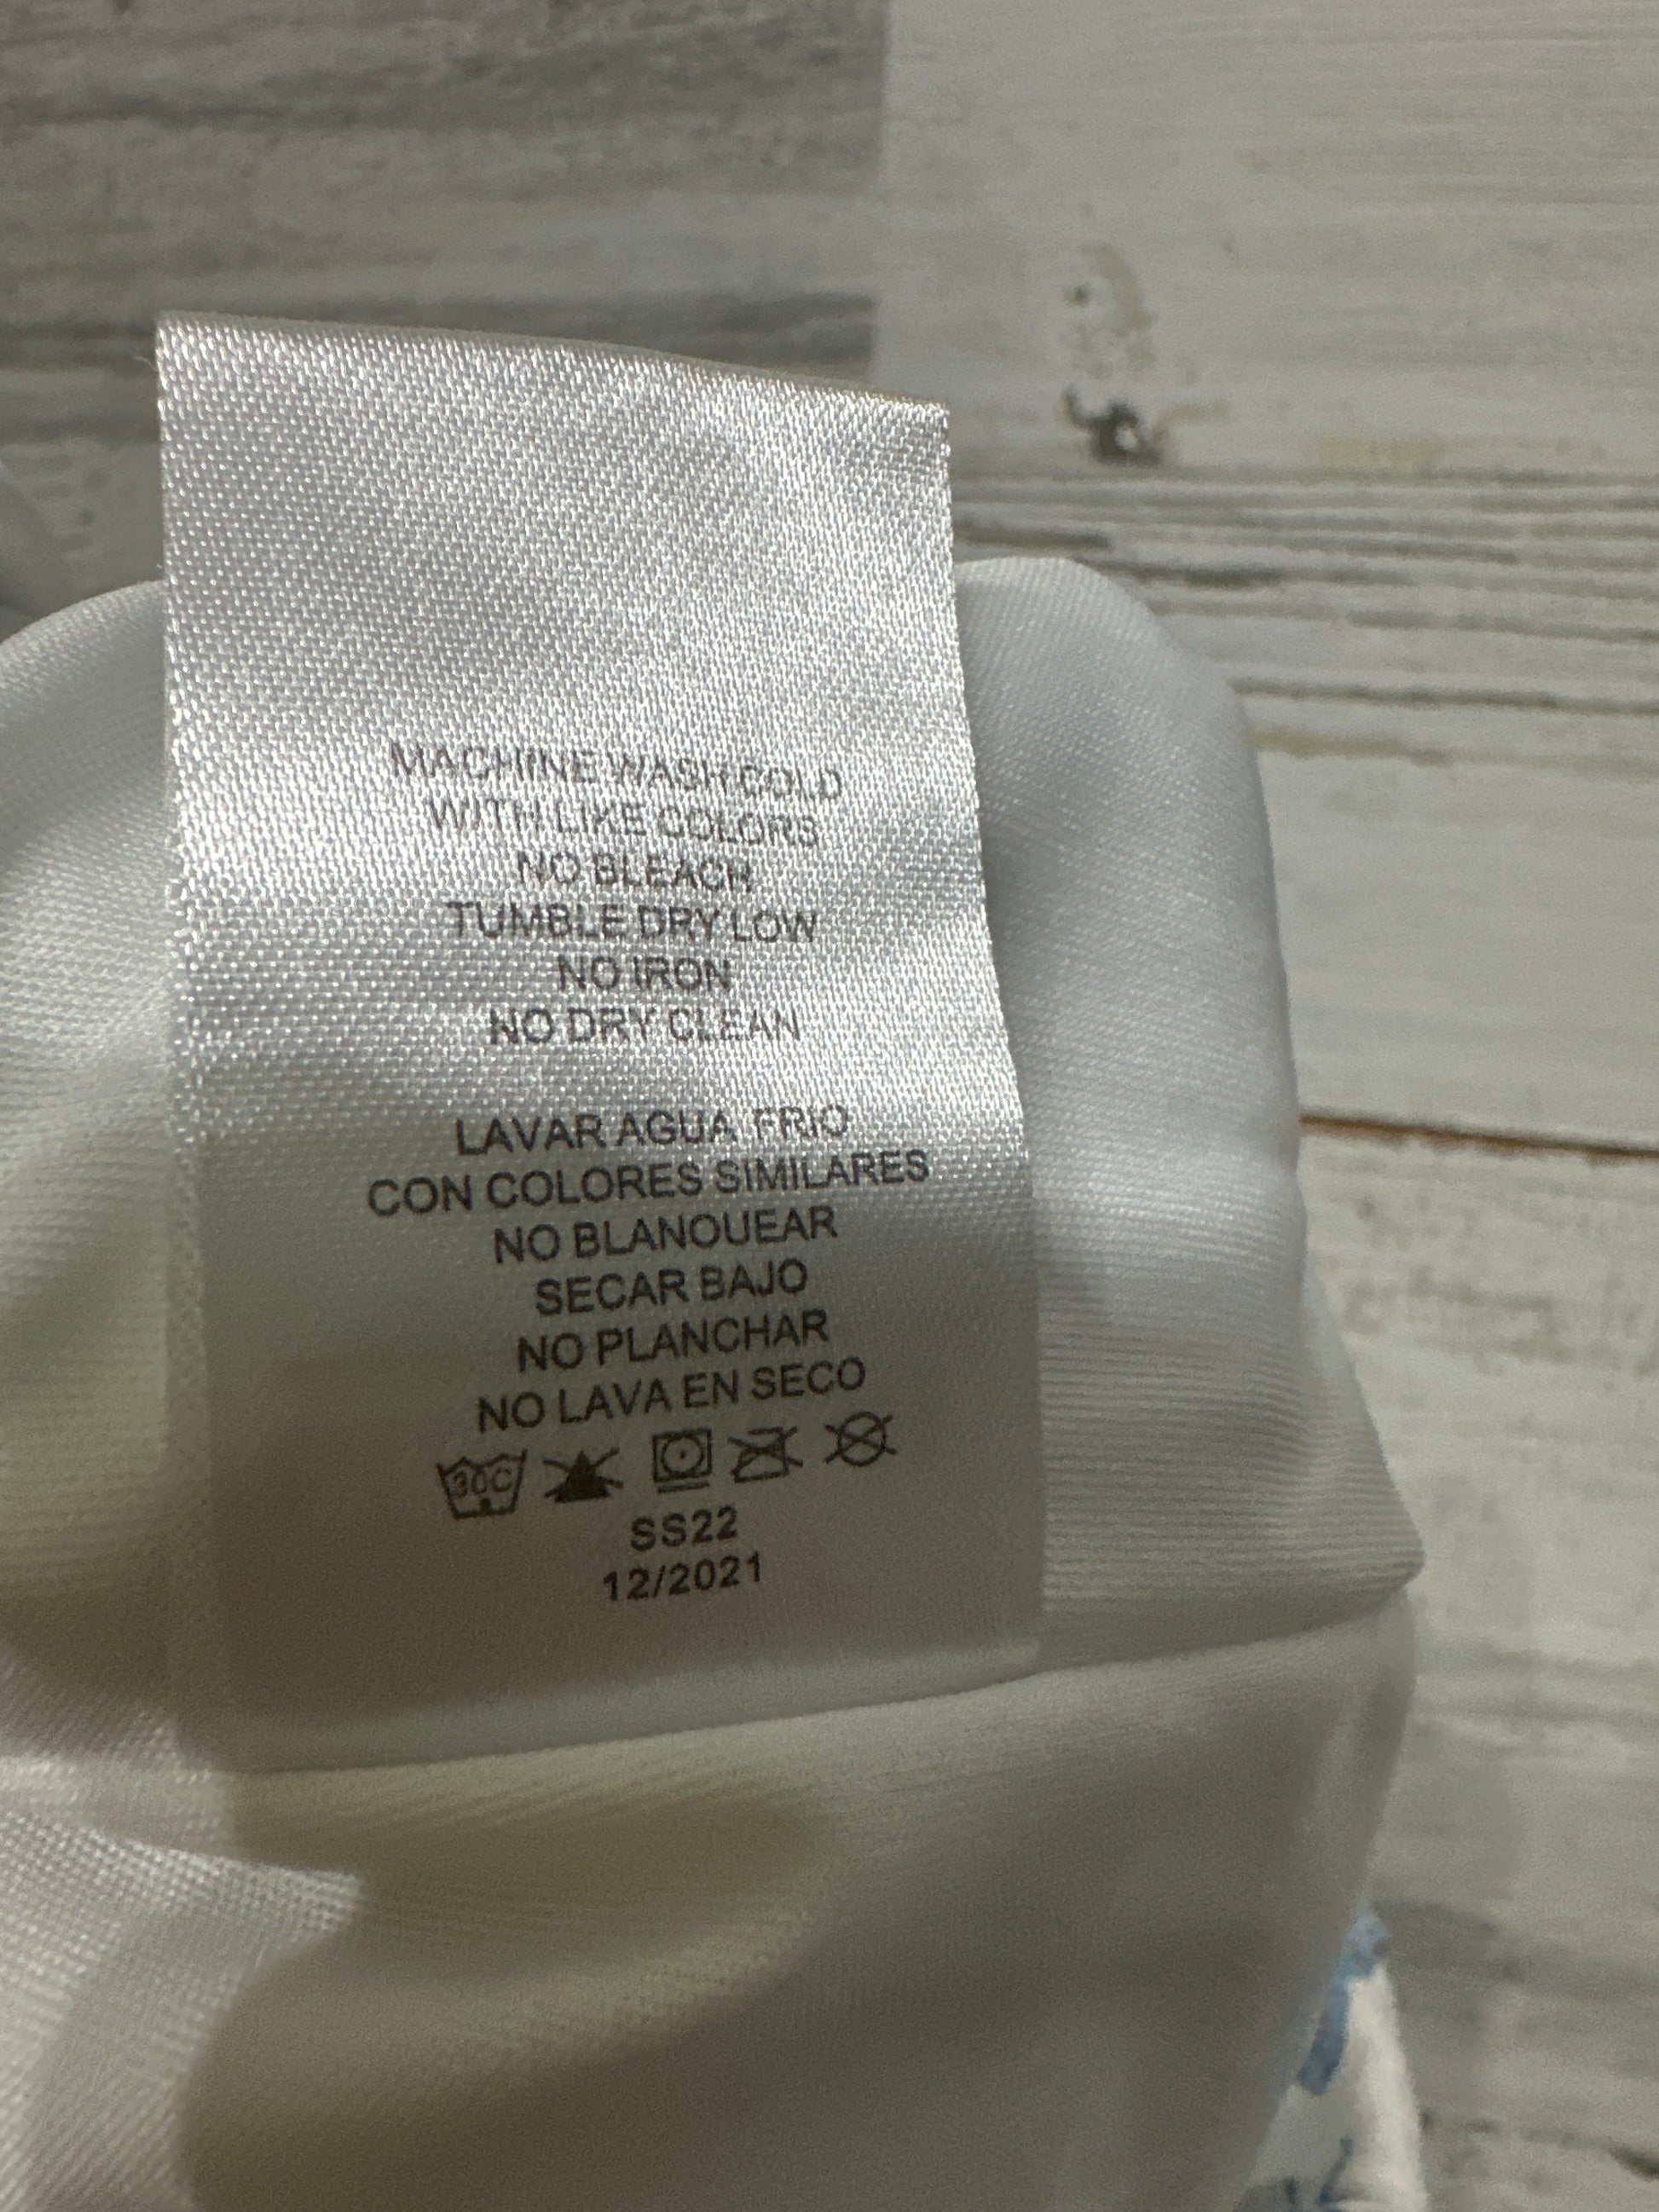 MACHINE WASH COLD
WITH LIKE COLORS
NO BLEACH
TUMBLE DRY LOW
NO IRON
NO DRY CLEAN
LAVAR AGUA FRIO
CON COLORES SIMILARES
NO BLANOUEAR
SECAR BAJO
NO PLANCHAR
NO LAVA EN SECO
30C
SS22
12/2021